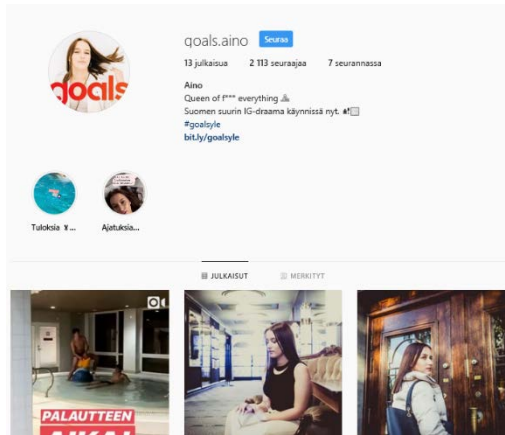 goals.aino Seuraa
13 julkaisua 2 113 seuraajaa 7 seurannassa
Aino
Queen of f*** everything
Suomen suurin IG-draama käynnissä nyt.
#goalsyle
bit.ly/goalsyle
goals
Tuloksia ... Ajatuksia...
JULKAISUT MERKITYT
PALAUTTEEN
AIKA!